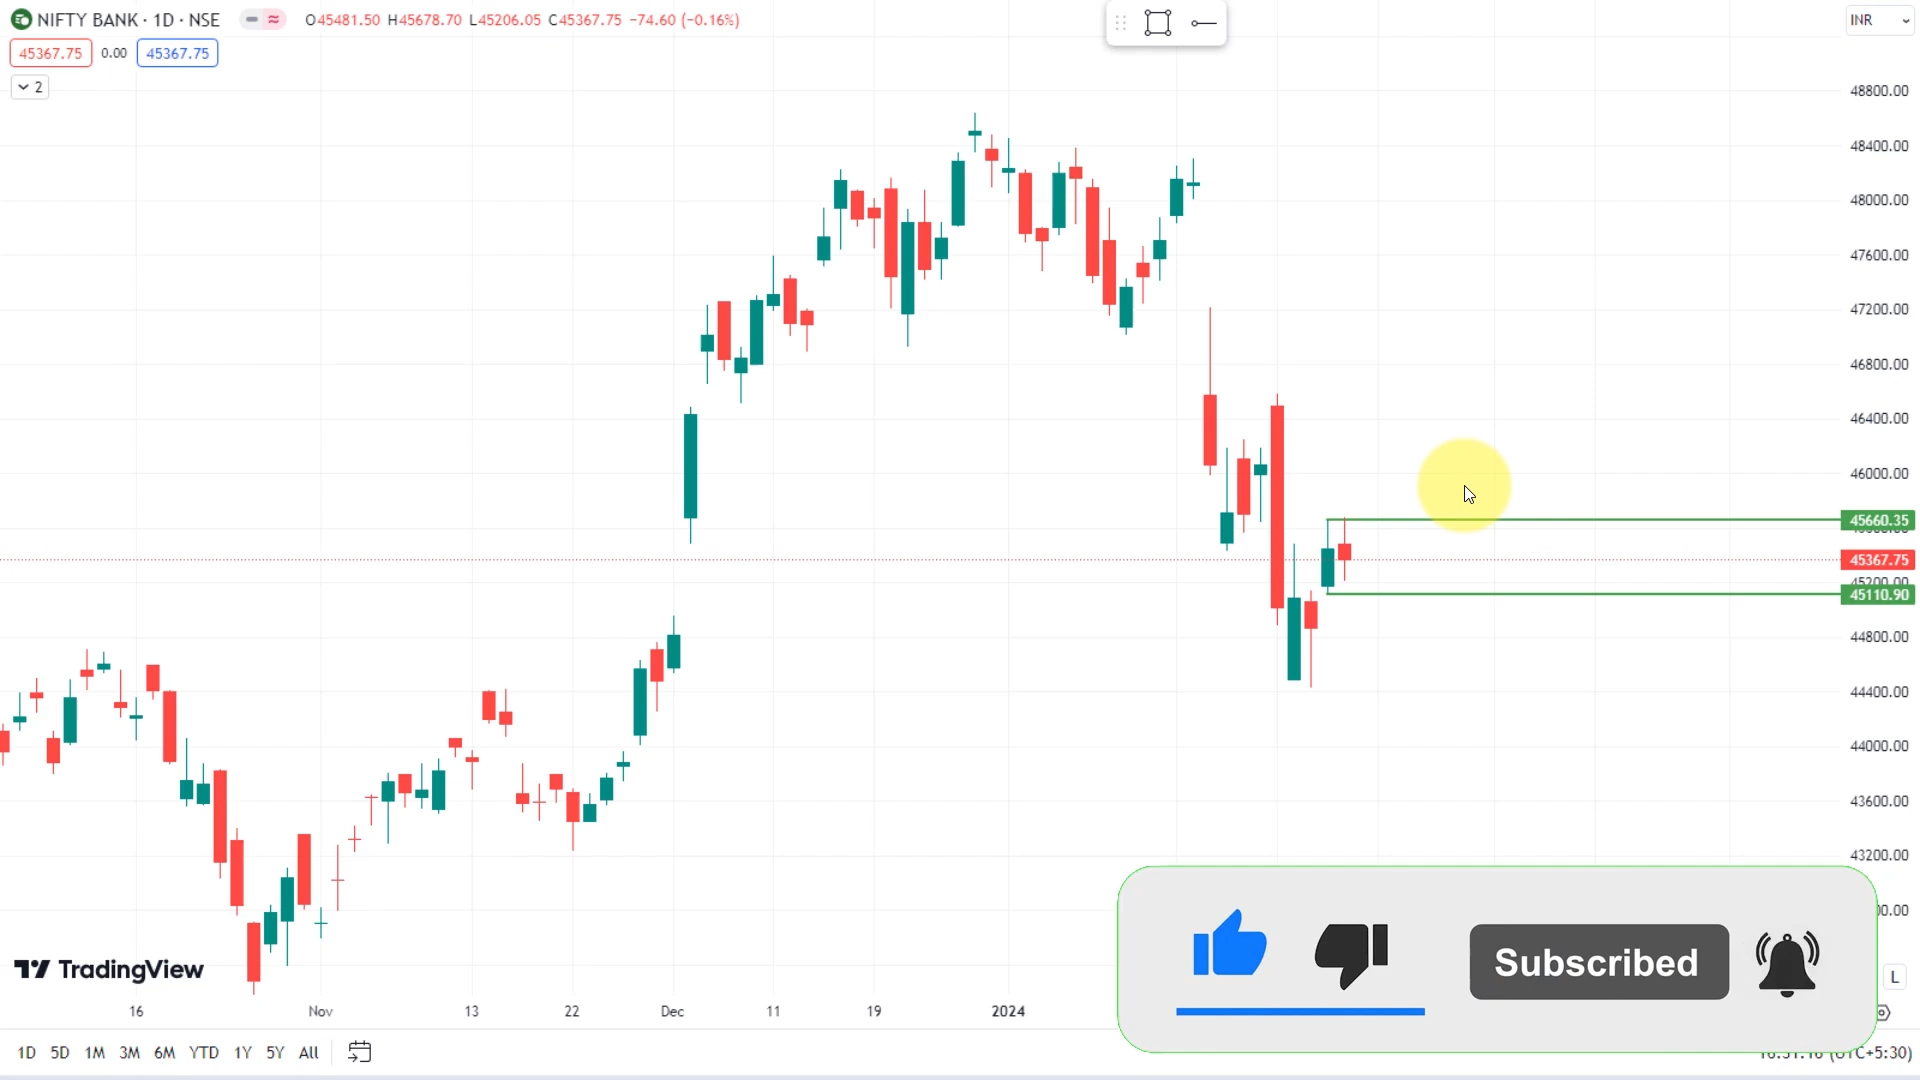 NIFTY BANK · 1D · NSE O45481.50 H45678.70 L45206.05 C45367.75 −74.60 (−0.16%)
INR
45367.75 0.00 45367.75
2
48800.00
48400.00
48000.00
47600.00
47200.00
46800.00
46400.00
46000.00
45660.35
45367.75
45200.00
45110.90
44800.00
44400.00
44000.00
43600.00
43200.00
Subscribed
TradingView
L
16 Nov 13 22 Dec 11 19 2024
1D 5D 1M 3M 6M YTD 1Y 5Y All
(UTC+5:30)